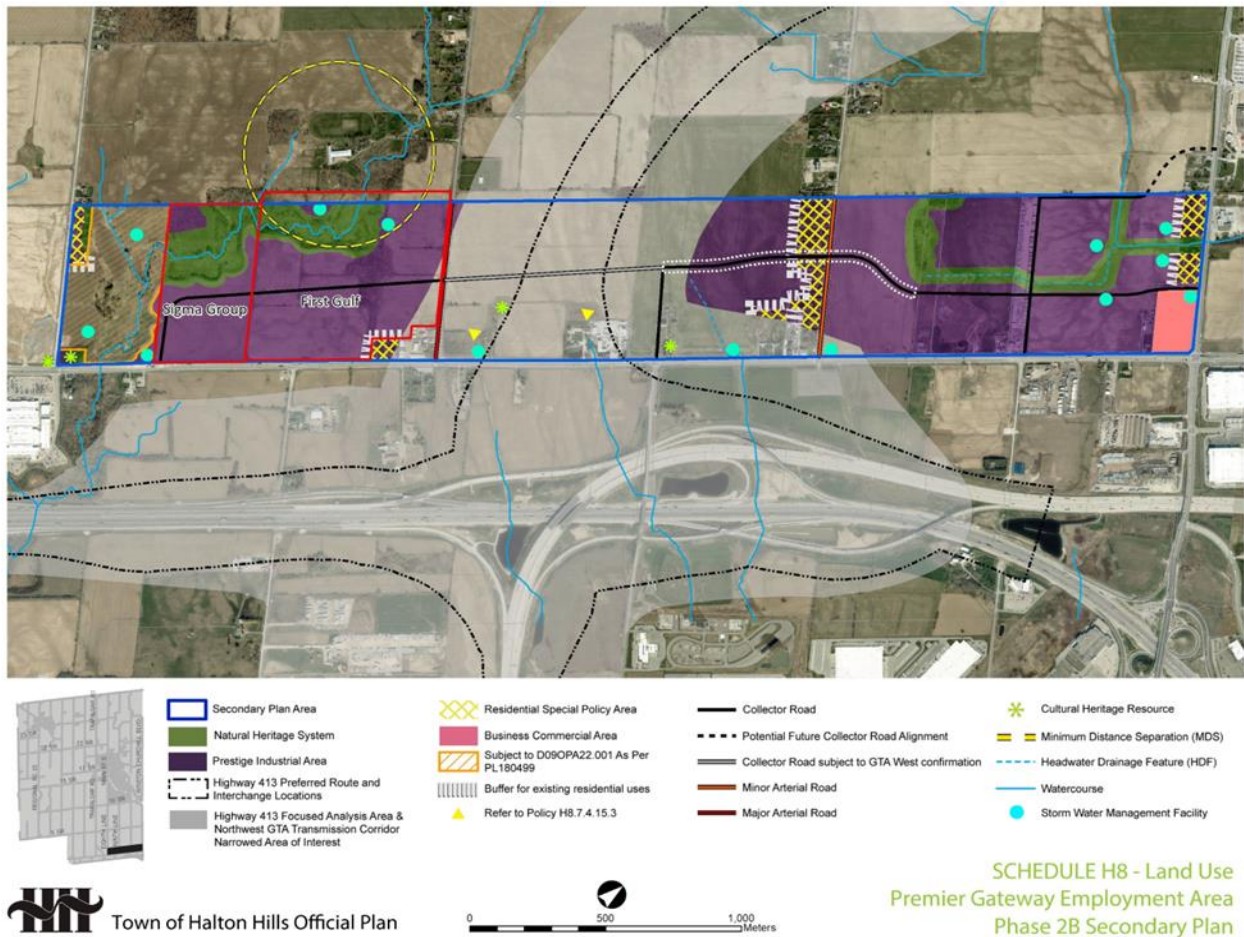 Sigma Group
First Gulf
Secondary Plan Area
Natural Heritage System
Prestige Industrial Area
Highway 413 Preferred Route and
Interchange Locations
Highway 413 Focused Analysis Area &
Northwest GTA Transmission Corridor
Narrowed Area of Interest
Residential Special Policy Area
Business Commercial Area
Subject to D09OPA22.001 As Per
PL180499
Buffer for existing residential uses
Refer to Policy H8.7.4.15.3
Collector Road
Potential Future Collector Road Alignment
Collector Road subject to GTA West confirmation
Minor Arterial Road
Major Arterial Road
Cultural Heritage Resource
Minimum Distance Separation (MDS)
Headwater Drainage Feature (HDF)
Watercourse
Storm Water Management Facility
Town of Halton Hills Official Plan
0 500 1,000
Meters
SCHEDULE H8 - Land Use
Premier Gateway Employment Area
Phase 2B Secondary Plan